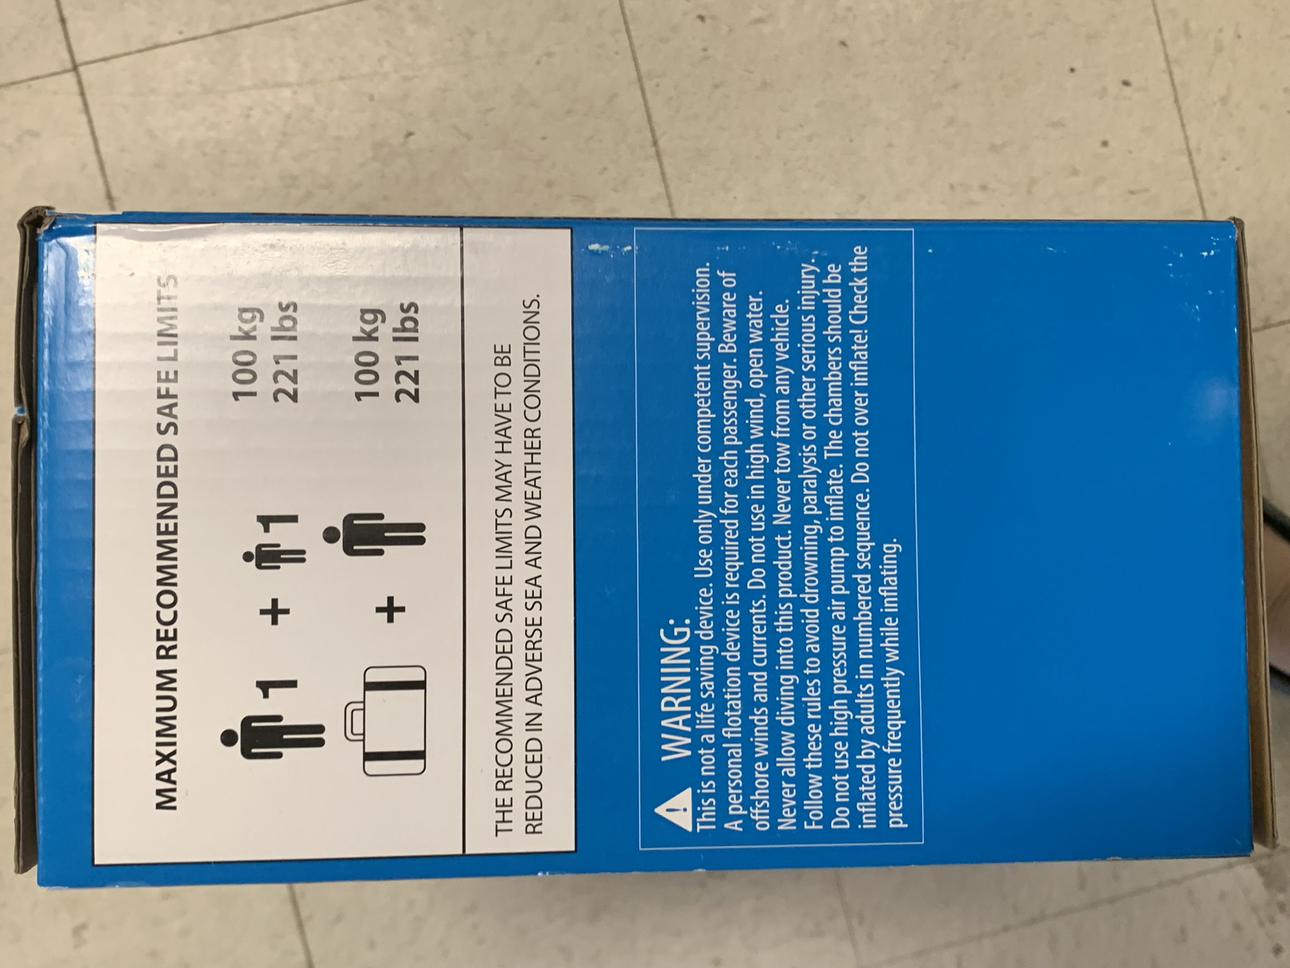 MAXIMUM RECOMMENDED SAFE LIMITS
1 + 1 100 kg
221 lbs
+ 100 kg
221 lbs
THE RECOMMENDED SAFE LIMITS MAY HAVE TO BE
REDUCED IN ADVERSE SEA AND WEATHER CONDITIONS.
WARNING:
This is not a life saving device. Use only under competent supervision.
A personal flotation device is required for each passenger. Beware of
offshore winds and currents. Do not use in high wind, open water.
Never allow diving into this product. Never tow from any vehicle.
Follow these rules to avoid drowning, paralysis or other serious injury.
Do not use high pressure air pump to inflate. The chambers should be
inflated by adults in numbered sequence. Do not over inflate! Check the
pressure frequently while inflating.